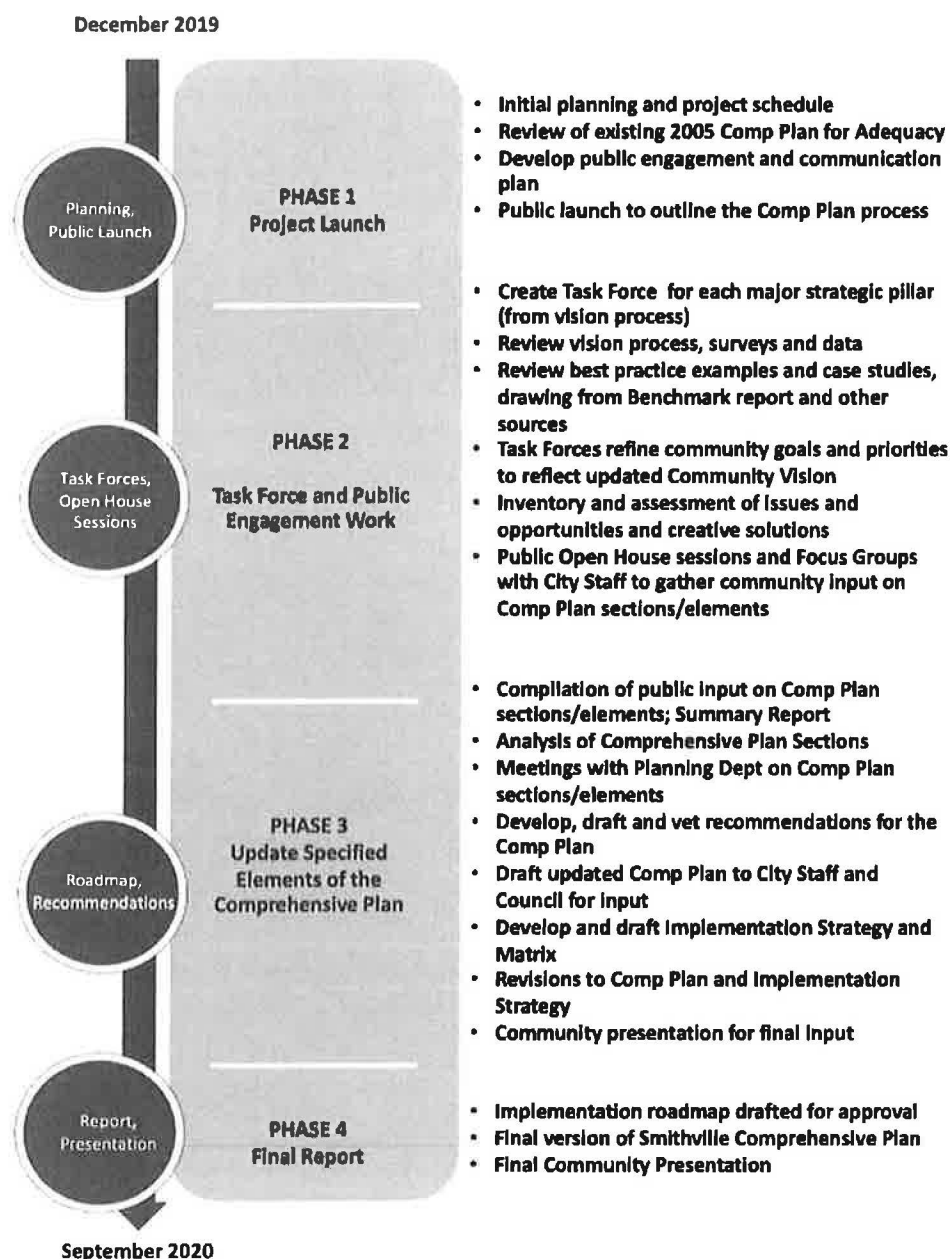 December 2019
Planning,
Public Launch
PHASE 1
Project Launch
• Initial planning and project schedule
• Review of existing 2005 Comp Plan for Adequacy
• Develop public engagement and communication
plan
• Public launch to outline the Comp Plan process
Task Forces,
Open House
Sessions
PHASE 2
Task Force and Public
Engagement Work
• Create Task Force for each major strategic pillar
(from vision process)
• Review vision process, surveys and data
• Review best practice examples and case studies,
drawing from Benchmark report and other
sources
• Task Forces refine community goals and priorities
to reflect updated Community Vision
• Inventory and assessment of issues and
opportunities and creative solutions
• Public Open House sessions and Focus Groups
with City Staff to gather community input on
Comp Plan sections/elements
Roadmap,
Recommendations
PHASE 3
Update Specified
Elements of the
Comprehensive Plan
• Compilation of public input on Comp Plan
sections/elements; Summary Report
• Analysis of Comprehensive Plan Sections
• Meetings with Planning Dept on Comp Plan
sections/elements
• Develop, draft and vet recommendations for the
Comp Plan
• Draft updated Comp Plan to City Staff and
Council for input
• Develop and draft Implementation Strategy and
Matrix
• Revisions to Comp Plan and Implementation
Strategy
• Community presentation for final input
Report,
Presentation
PHASE 4
Final Report
• Implementation roadmap drafted for approval
• Final version of Smithville Comprehensive Plan
• Final Community Presentation
September 2020